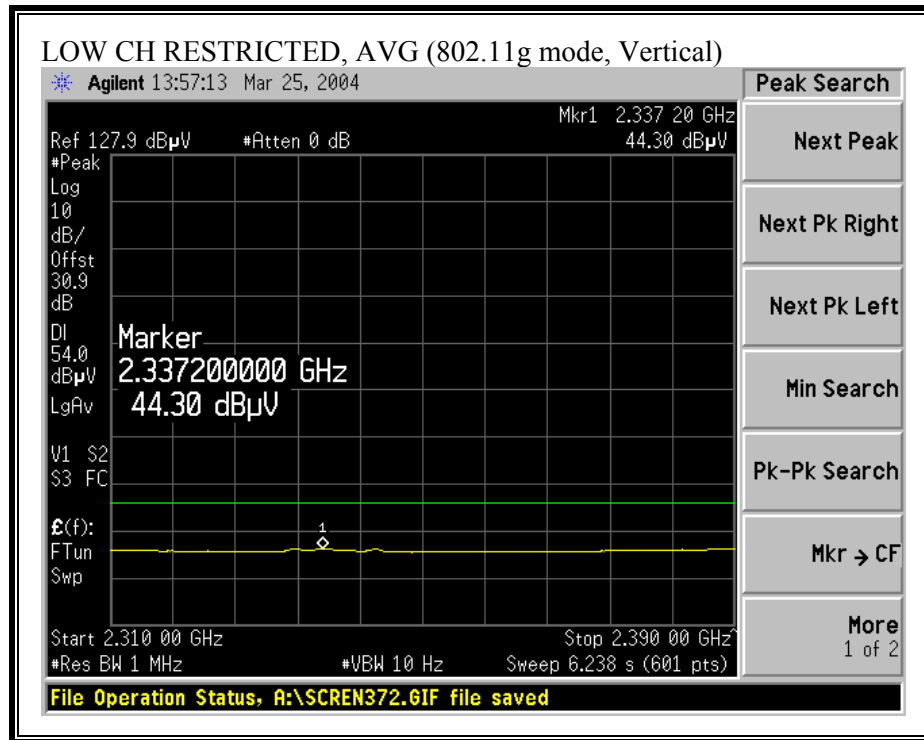 LOW CH RESTRICTED, AVG (802.11g mode, Vertical)
Agilent 13:57:13 Mar 25, 2004
Peak Search
Mkr1 2.337 20 GHz
Ref 127.9 dBµV #Atten 0 dB 44.30 dBµV
#Peak
Log
10
dB/
Offst
30.9
dB
DI
54.0
dBµV
LgAv
V1 S2
S3 FC
£(f):
FTun
Swp
Marker
2.337200000 GHz
44.30 dBµV
1
Start 2.310 00 GHz Stop 2.390 00 GHz^
#Res BW 1 MHz #VBW 10 Hz Sweep 6.238 s (601 pts)
Next Peak
Next Pk Right
Next Pk Left
Min Search
Pk-Pk Search
Mkr → CF
More
1 of 2
File Operation Status, A:\SCREN372.GIF file saved